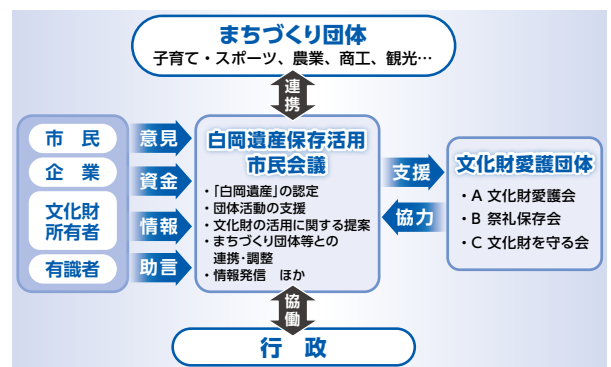 まちづくり団体
子育て・スポーツ、農業、商工、観光…
連携
市民
企業
文化財
所有者
有識者
意見
資金
情報
助言
白岡遺産保存活用
市民会議
・「白岡遺産」の認定
・団体活動の支援
・文化財の活用に関する提案
・まちづくり団体等との
連携・調整
・情報発信 ほか
支援
協力
文化財愛護団体
・A 文化財愛護会
・B 祭礼保存会
・C 文化財を守る会
協働
行政